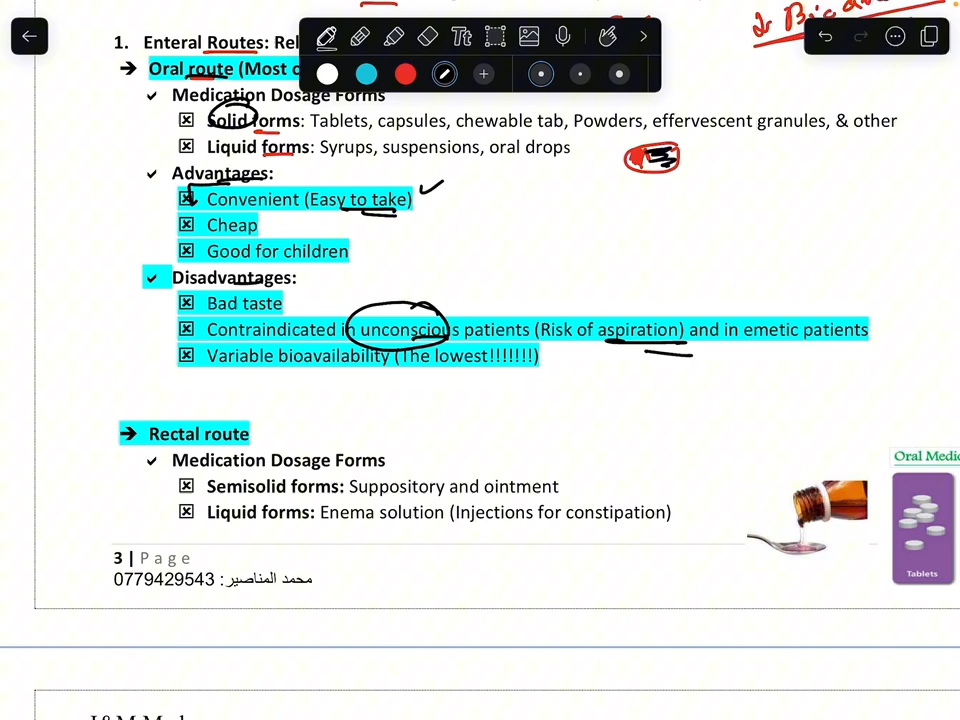 1. Enteral Routes: Rel
➔ Oral route (Most c
✓ Medication Dosage Forms
☒ Solid forms: Tablets, capsules, chewable tab, Powders, effervescent granules, & other
☒ Liquid forms: Syrups, suspensions, oral drops
✓ Advantages:
☒ Convenient (Easy to take)
☒ Cheap
☒ Good for children
✓ Disadvantages:
☒ Bad taste
☒ Contraindicated in unconscious patients (Risk of aspiration) and in emetic patients
☒ Variable bioavailability (The lowest!!!!!!!)
➔ Rectal route
✓ Medication Dosage Forms
☒ Semisolid forms: Suppository and ointment
☒ Liquid forms: Enema solution (Injections for constipation)
Oral Medic
Tablets
3 | Page
محمد المناصير: 0779429543